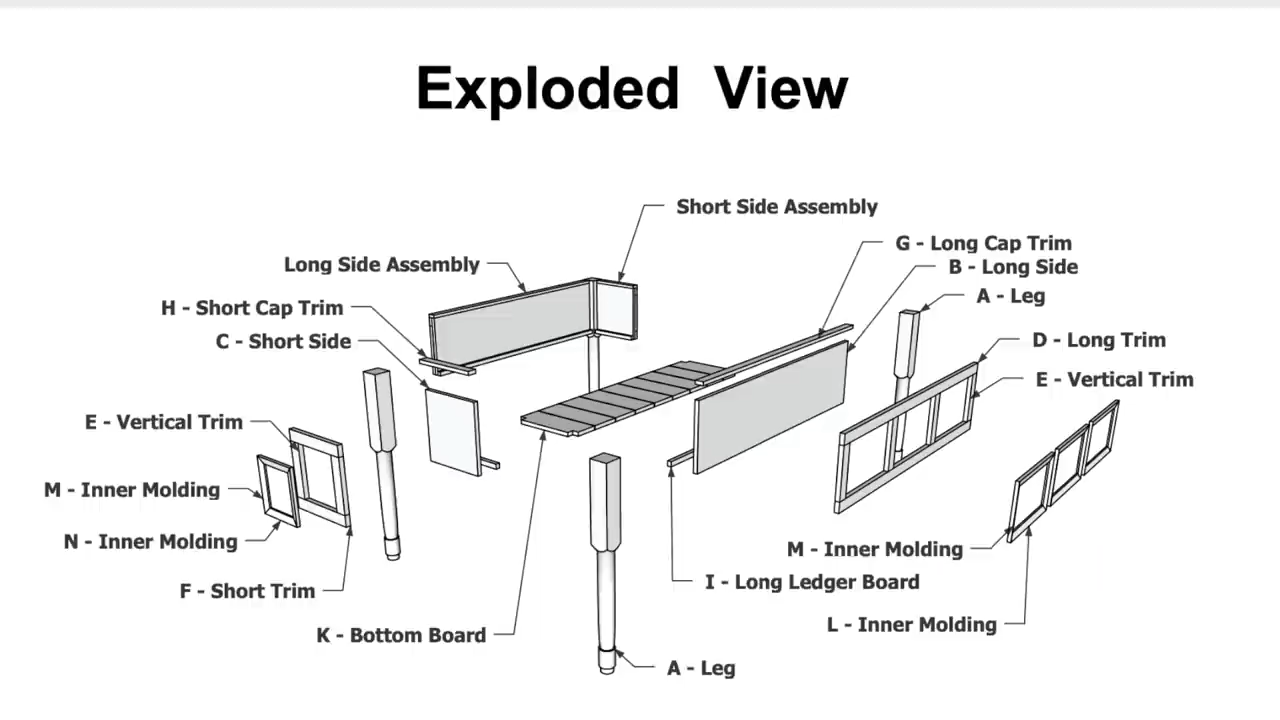 Exploded View
Short Side Assembly
G - Long Cap Trim
Long Side Assembly
B - Long Side
A - Leg
H - Short Cap Trim
C - Short Side
D - Long Trim
E - Vertical Trim
E - Vertical Trim
M - Inner Molding
N - Inner Molding
M - Inner Molding
I - Long Ledger Board
F - Short Trim
L - Inner Molding
K - Bottom Board
A - Leg